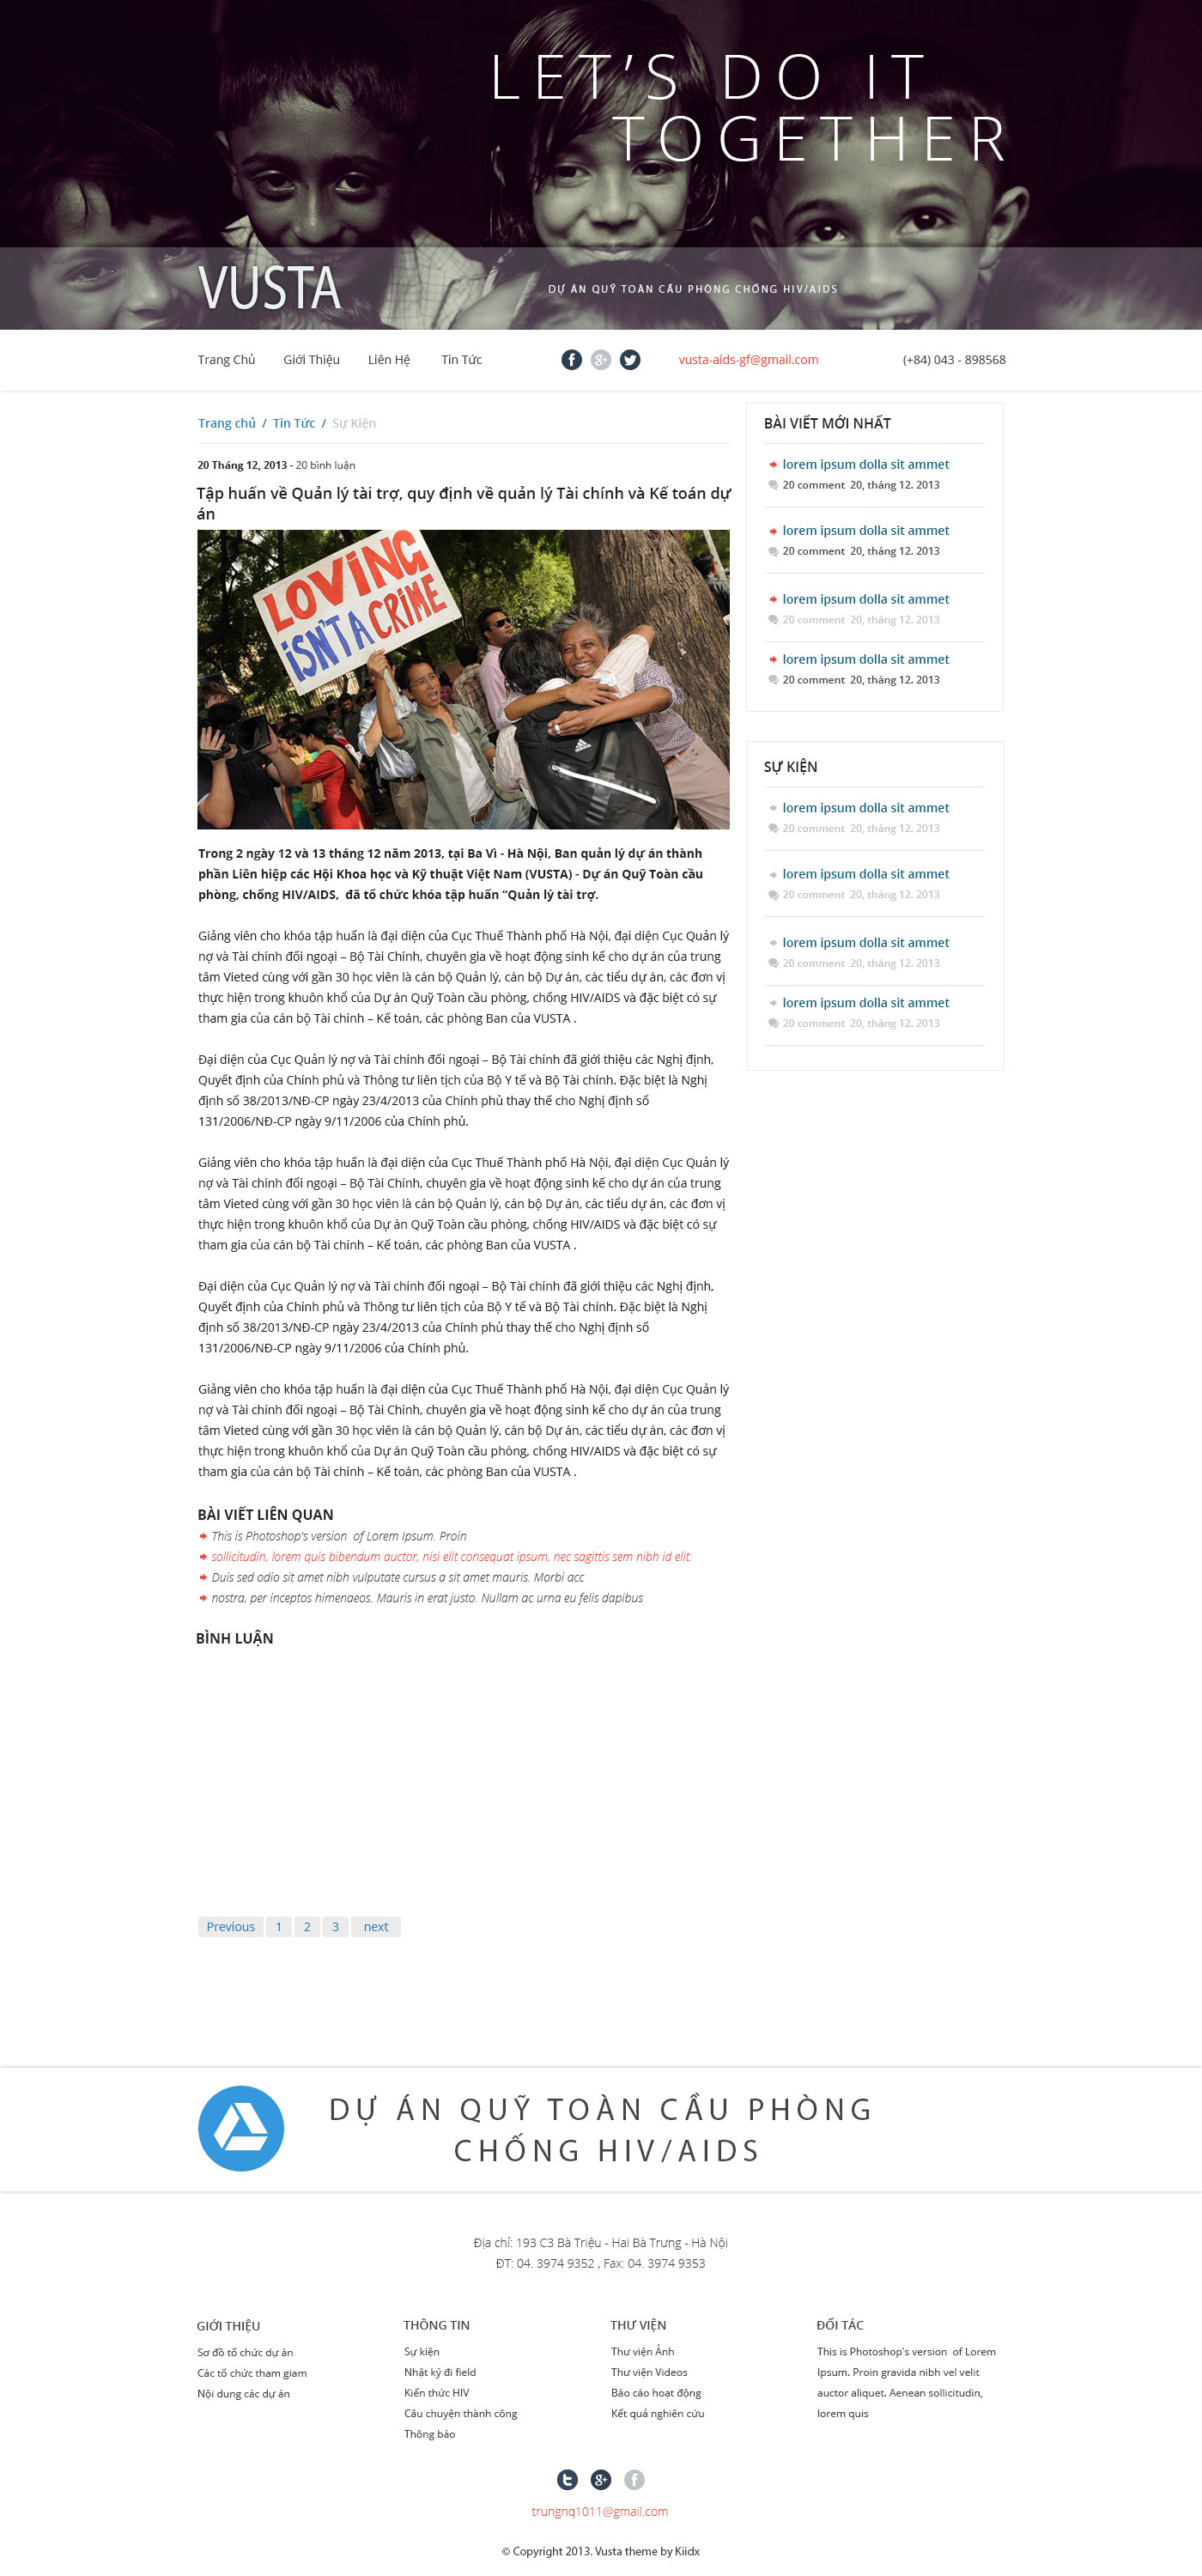 LET'S DO IT
TOGETHER
VUSTA
DỰ ÁN QUỸ TOÀN CẦU PHÒNG CHỐNG HIV/AIDS
Trang Chủ Giới Thiệu Liên Hệ Tin Tức vusta-aids-gf@gmail.com (+84) 043 - 898568
Trang chủ / Tin Tức / Sự Kiện
20 Tháng 12, 2013 - 20 bình luận
Tập huấn về Quản lý tài trợ, quy định về quản lý Tài chính và Kế toán dự
án
LOVING
ISN'T A
CRIME
adidas
Trong 2 ngày 12 và 13 tháng 12 năm 2013, tại Ba Vì - Hà Nội, Ban quản lý dự án thành
phần Liên hiệp các Hội Khoa học và Kỹ thuật Việt Nam (VUSTA) - Dự án Quỹ Toàn cầu
phòng, chống HIV/AIDS, đã tổ chức khóa tập huấn “Quản lý tài trợ.
Giảng viên cho khóa tập huấn là đại diện của Cục Thuế Thành phố Hà Nội, đại diện Cục Quản lý
nợ và Tài chính đối ngoại – Bộ Tài Chính, chuyên gia về hoạt động sinh kế cho dự án của trung
tâm Vieted cùng với gần 30 học viên là cán bộ Quản lý, cán bộ Dự án, các tiểu dự án, các đơn vị
thực hiện trong khuôn khổ của Dự án Quỹ Toàn cầu phòng, chống HIV/AIDS và đặc biệt có sự
tham gia của cán bộ Tài chính – Kế toán, các phòng Ban của VUSTA .
Đại diện của Cục Quản lý nợ và Tài chính đối ngoại – Bộ Tài chính đã giới thiệu các Nghị định,
Quyết định của Chính phủ và Thông tư liên tịch của Bộ Y tế và Bộ Tài chính. Đặc biệt là Nghị
định số 38/2013/NĐ-CP ngày 23/4/2013 của Chính phủ thay thế cho Nghị định số
131/2006/NĐ-CP ngày 9/11/2006 của Chính phủ.
Giảng viên cho khóa tập huấn là đại diện của Cục Thuế Thành phố Hà Nội, đại diện Cục Quản lý
nợ và Tài chính đối ngoại – Bộ Tài Chính, chuyên gia về hoạt động sinh kế cho dự án của trung
tâm Vieted cùng với gần 30 học viên là cán bộ Quản lý, cán bộ Dự án, các tiểu dự án, các đơn vị
thực hiện trong khuôn khổ của Dự án Quỹ Toàn cầu phòng, chống HIV/AIDS và đặc biệt có sự
tham gia của cán bộ Tài chính – Kế toán, các phòng Ban của VUSTA .
Đại diện của Cục Quản lý nợ và Tài chính đối ngoại – Bộ Tài chính đã giới thiệu các Nghị định,
Quyết định của Chính phủ và Thông tư liên tịch của Bộ Y tế và Bộ Tài chính. Đặc biệt là Nghị
định số 38/2013/NĐ-CP ngày 23/4/2013 của Chính phủ thay thế cho Nghị định số
131/2006/NĐ-CP ngày 9/11/2006 của Chính phủ.
Giảng viên cho khóa tập huấn là đại diện của Cục Thuế Thành phố Hà Nội, đại diện Cục Quản lý
nợ và Tài chính đối ngoại – Bộ Tài Chính, chuyên gia về hoạt động sinh kế cho dự án của trung
tâm Vieted cùng với gần 30 học viên là cán bộ Quản lý, cán bộ Dự án, các tiểu dự án, các đơn vị
thực hiện trong khuôn khổ của Dự án Quỹ Toàn cầu phòng, chống HIV/AIDS và đặc biệt có sự
tham gia của cán bộ Tài chính – Kế toán, các phòng Ban của VUSTA .
BÀI VIẾT LIÊN QUAN
This is Photoshop's version of Lorem Ipsum. Proin
sollicitudin, lorem quis bibendum auctor, nisi elit consequat ipsum, nec sagittis sem nibh id elit.
Duis sed odio sit amet nibh vulputate cursus a sit amet mauris. Morbi acc
nostra, per inceptos himenaeos. Mauris in erat justo. Nullam ac urna eu felis dapibus
BÌNH LUẬN
Previous 1 2 3 next
BÀI VIẾT MỚI NHẤT
lorem ipsum dolla sit ammet
20 comment 20, tháng 12. 2013
lorem ipsum dolla sit ammet
20 comment 20, tháng 12. 2013
lorem ipsum dolla sit ammet
20 comment 20, tháng 12. 2013
lorem ipsum dolla sit ammet
20 comment 20, tháng 12. 2013
SỰ KIỆN
lorem ipsum dolla sit ammet
20 comment 20, tháng 12. 2013
lorem ipsum dolla sit ammet
20 comment 20, tháng 12. 2013
lorem ipsum dolla sit ammet
20 comment 20, tháng 12. 2013
lorem ipsum dolla sit ammet
20 comment 20, tháng 12. 2013
DỰ ÁN QUỸ TOÀN CẦU PHÒNG
CHỐNG HIV/AIDS
Địa chỉ: 193 C3 Bà Triệu - Hai Bà Trưng - Hà Nội
ĐT: 04. 3974 9352 , Fax: 04. 3974 9353
GIỚI THIỆU
Sơ đồ tổ chức dự án
Các tổ chức tham giam
Nội dung các dự án
THÔNG TIN
Sự kiện
Nhật ký đi field
Kiến thức HIV
Câu chuyện thành công
Thông báo
THƯ VIỆN
Thư viện Ảnh
Thư viện Videos
Báo cáo hoạt động
Kết quả nghiên cứu
ĐỐI TÁC
This is Photoshop's version of Lorem
Ipsum. Proin gravida nibh vel velit
auctor aliquet. Aenean sollicitudin,
lorem quis
trungnq1011@gmail.com
© Copyright 2013. Vusta theme by Kiidx